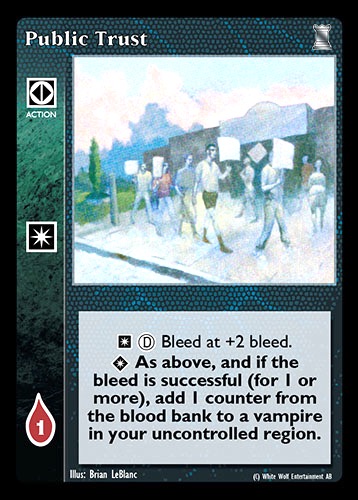 Public Trust
ACTION
D Bleed at +2 bleed.
As above, and if the
bleed is successful (for 1 or
more), add 1 counter from
the blood bank to a vampire
in your uncontrolled region.
1
Illus: Brian LeBlanc
(C) White Wolf Entertainment AB